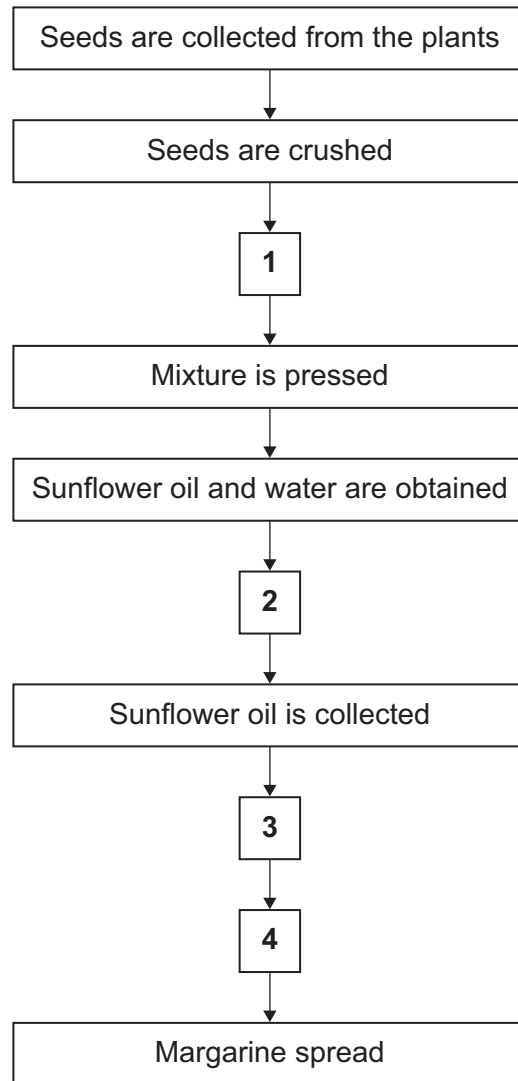 Seeds are collected from the plants
Seeds are crushed
1
Mixture is pressed
Sunflower oil and water are obtained
2
Sunflower oil is collected
3
4
Margarine spread